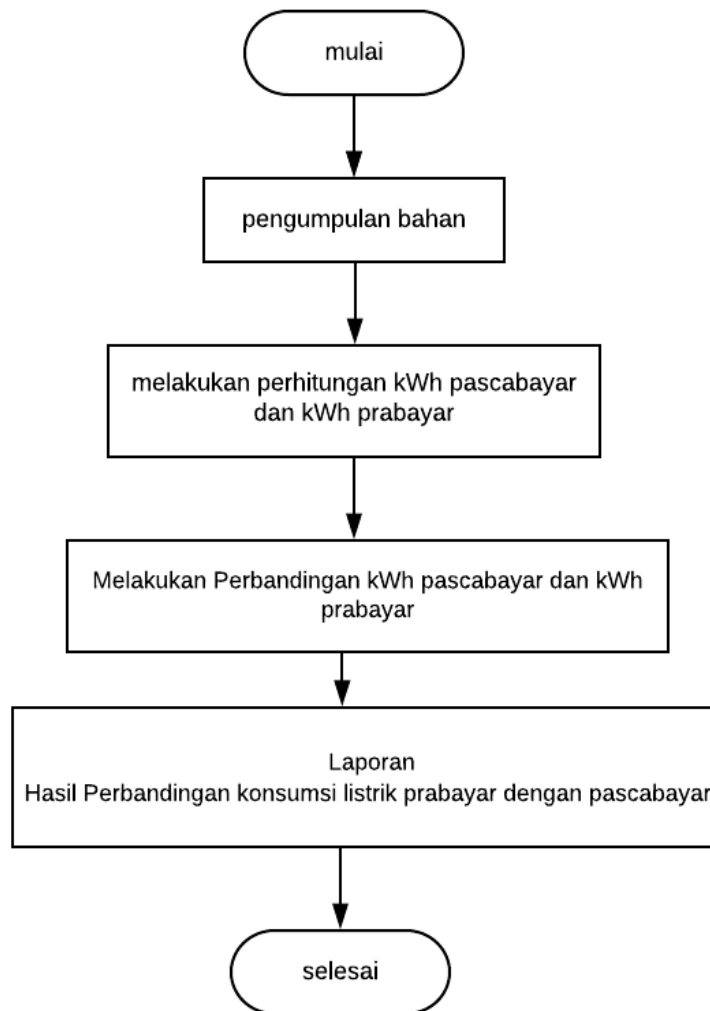 mulai
pengumpulan bahan
melakukan perhitungan kWh pascabayar
dan kWh prabayar
Melakukan Perbandingan kWh pascabayar dan kWh
prabayar
Laporan
Hasil Perbandingan konsumsi listrik prabayar dengan pascabayar
selesai